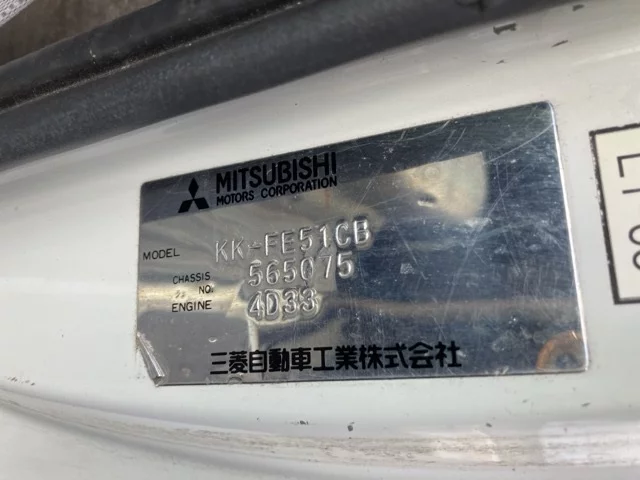 MITSUBISHI
MOTORS CORPORATION
MODEL KK-FE51CB
CHASSIS NO. 565075
ENGINE 4D33
三菱自動車工業株式会社